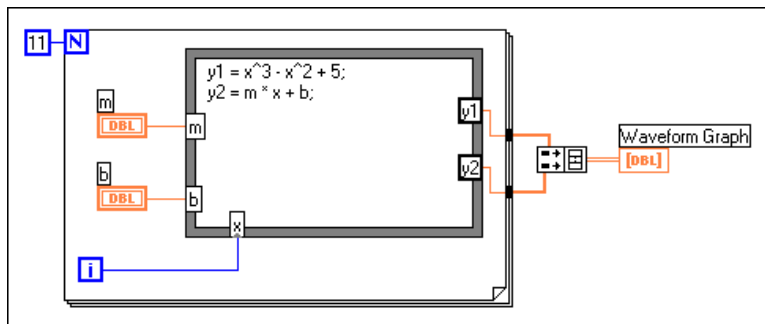 11
N
y1 = x^3 - x^2 + 5;
y2 = m * x + b;
m
DBL
m
y1
Waveform Graph
[DBL]
b
DBL
y2
b
x
i